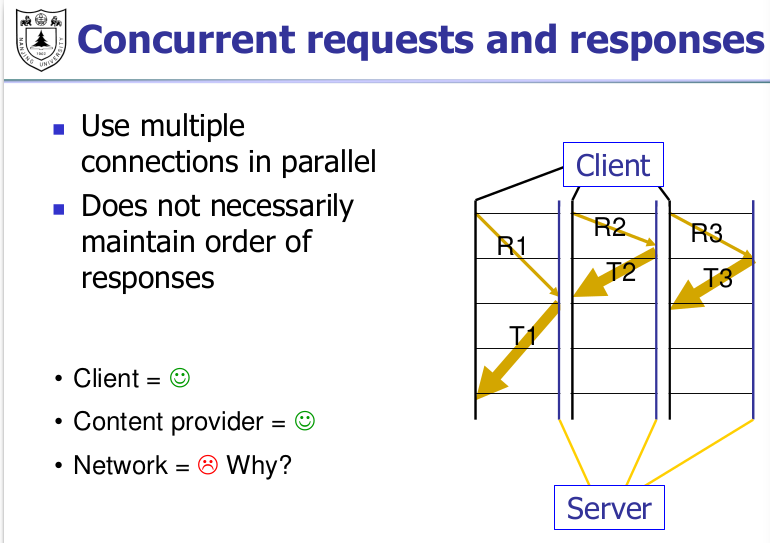 Concurrent requests and responses
NANJING UNIVERSITY
Use multiple
connections in parallel
Does not necessarily
maintain order of
responses
• Client = ☺
• Content provider = ☺
• Network = ☹ Why?
Client
R1
R2
R3
T2
T3
T1
Server